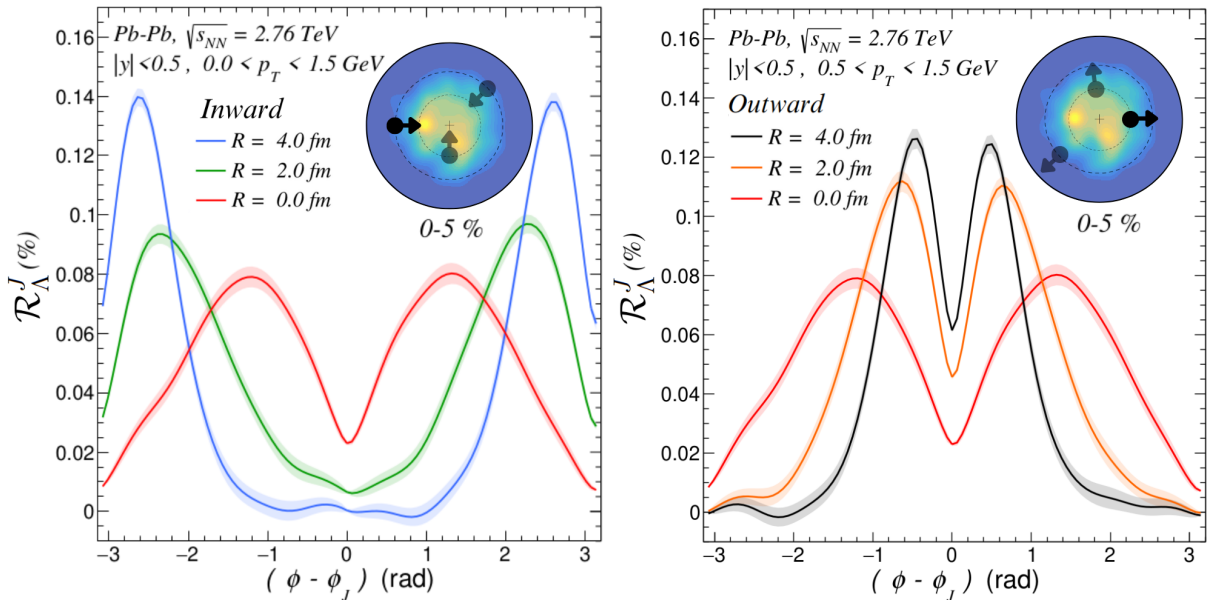 Pb-Pb, √s_NN = 2.76 TeV
|y|<0.5 , 0.0 < p_T < 1.5 GeV
Inward
R = 4.0 fm
R = 2.0 fm
R = 0.0 fm
0-5 %
R^J_Λ (%)
0.16
0.14
0.12
0.1
0.08
0.06
0.04
0.02
0
−3 −2 −1 0 1 2 3
( ϕ - ϕ_J ) (rad)
Pb-Pb, √s_NN = 2.76 TeV
|y|<0.5 , 0.5 < p_T < 1.5 GeV
Outward
R = 4.0 fm
R = 2.0 fm
R = 0.0 fm
0-5 %
R^J_Λ (%)
0.16
0.14
0.12
0.1
0.08
0.06
0.04
0.02
0
−3 −2 −1 0 1 2 3
( ϕ - ϕ_J ) (rad)